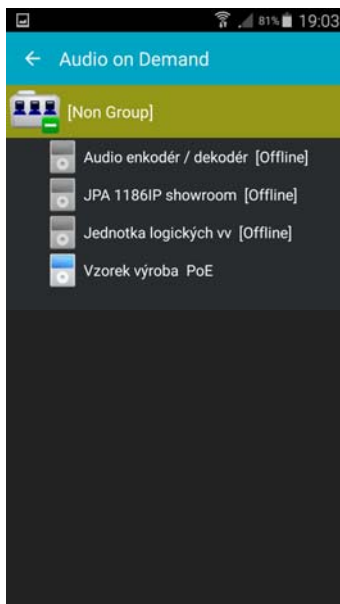 81% 19:03
Audio on Demand
[Non Group]
Audio enkodér / dekodér [Offline]
JPA 1186IP showroom [Offline]
Jednotka logických vv [Offline]
Vzorek výroba PoE